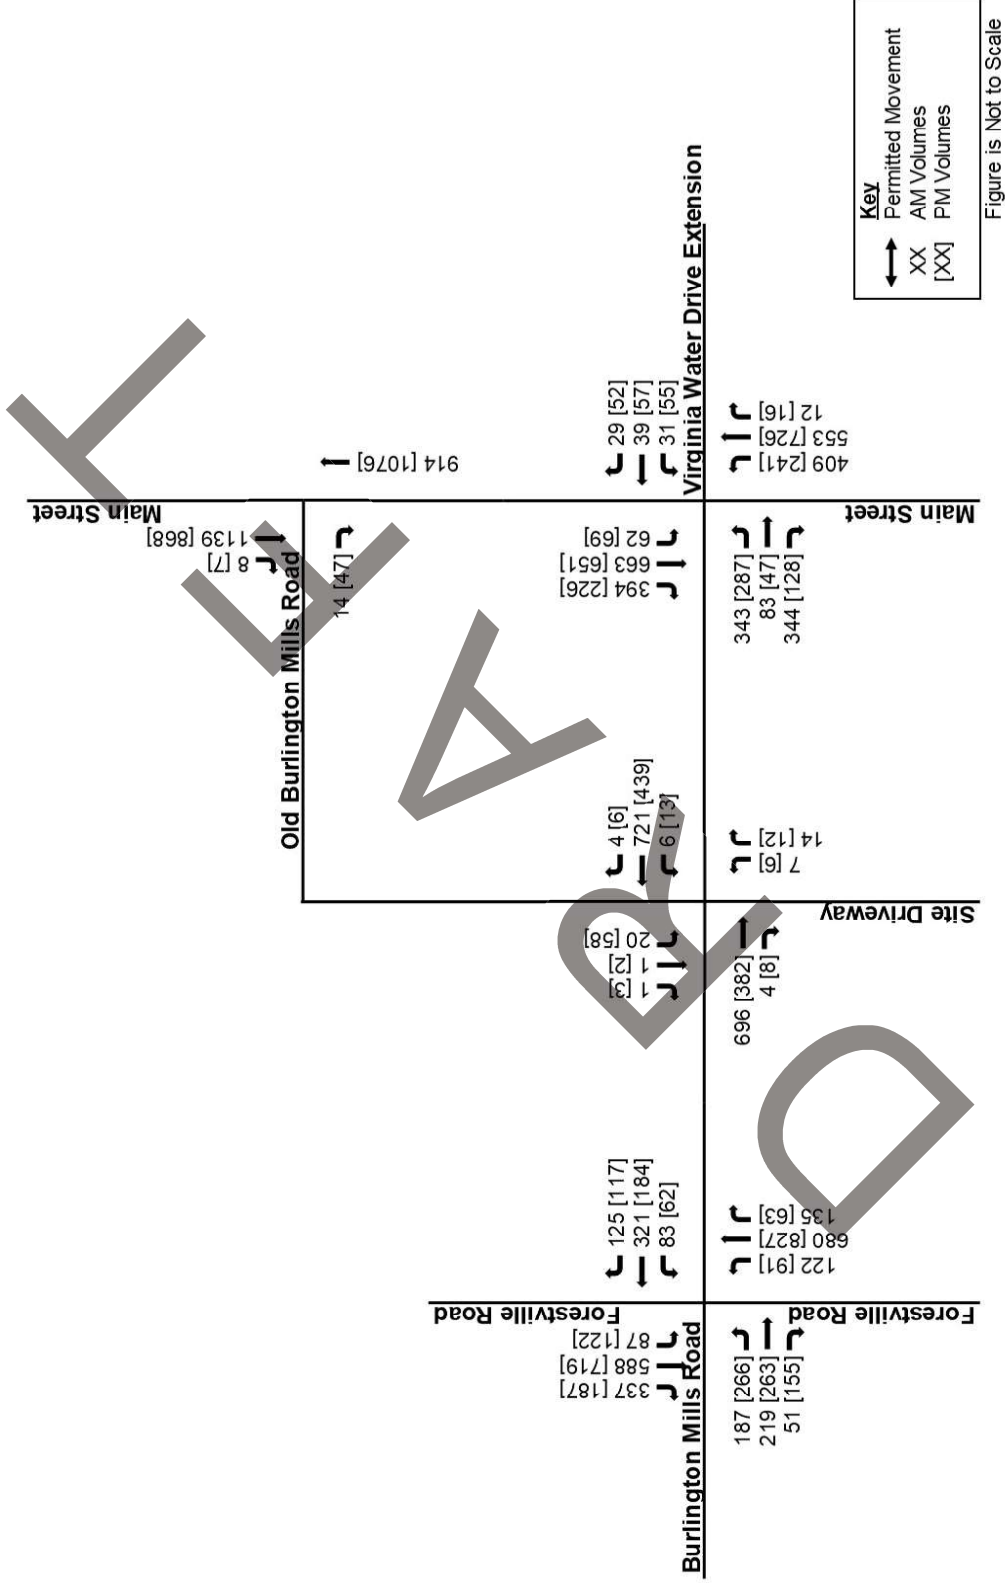 Key
Permitted Movement
XX AM Volumes
[XX] PM Volumes
Figure is Not to Scale
Main Street
1139 [868]
8 [7]
914 [1076]
Old Burlington Mills Road
14 [47]
Virginia Water Drive Extension
29 [52]
39 [57]
31 [55]
62 [69]
663 [651]
394 [226]
343 [287]
83 [47]
344 [128]
409 [241]
553 [726]
12 [16]
Main Street
4 [6]
721 [439]
6 [13]
20 [58]
1 [2]
1 [3]
696 [382]
4 [8]
7 [6]
14 [12]
Site Driveway
Forestville Road
125 [117]
321 [184]
83 [62]
87 [122]
588 [719]
337 [187]
Burlington Mills Road
187 [266]
219 [263]
51 [155]
122 [91]
680 [827]
135 [63]
Forestville Road
DRAFT